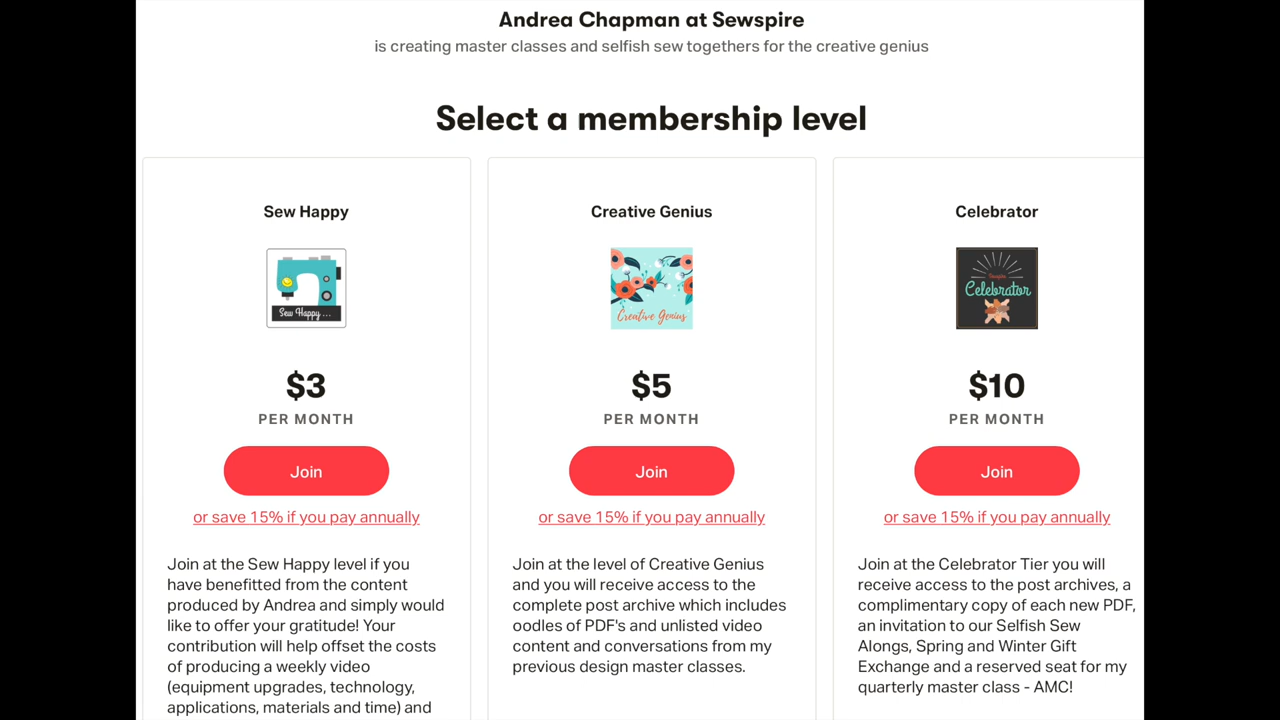 Andrea Chapman at Sewspire
is creating master classes and selfish sew togethers for the creative genius
Select a membership level
Sew Happy
Sew Happy...
$3
PER MONTH
Join
or save 15% if you pay annually
Join at the Sew Happy level if you
have benefitted from the content
produced by Andrea and simply would
like to offer your gratitude! Your
contribution will help offset the costs
of producing a weekly video
(equipment upgrades, technology,
applications, materials and time) and
Creative Genius
Creative Genius
$5
PER MONTH
Join
or save 15% if you pay annually
Join at the level of Creative Genius
and you will receive access to the
complete post archive which includes
oodles of PDF's and unlisted video
content and conversations from my
previous design master classes.
Celebrator
Sewspire
Celebrator
$10
PER MONTH
Join
or save 15% if you pay annually
Join at the Celebrator Tier you will
receive access to the post archives, a
complimentary copy of each new PDF,
an invitation to our Selfish Sew
Alongs, Spring and Winter Gift
Exchange and a reserved seat for my
quarterly master class - AMC!